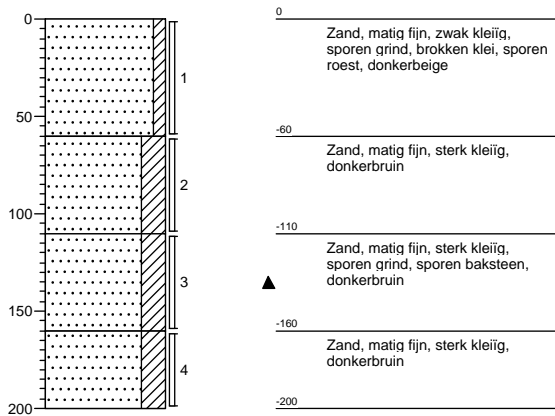 0
50
100
150
200
1
2
3
4
0
Zand, matig fijn, zwak kleiïg,
sporen grind, brokken klei, sporen
roest, donkerbeige
-60
Zand, matig fijn, sterk kleiïg,
donkerbruin
-110
Zand, matig fijn, sterk kleiïg,
sporen grind, sporen baksteen,
donkerbruin
-160
Zand, matig fijn, sterk kleiïg,
donkerbruin
-200